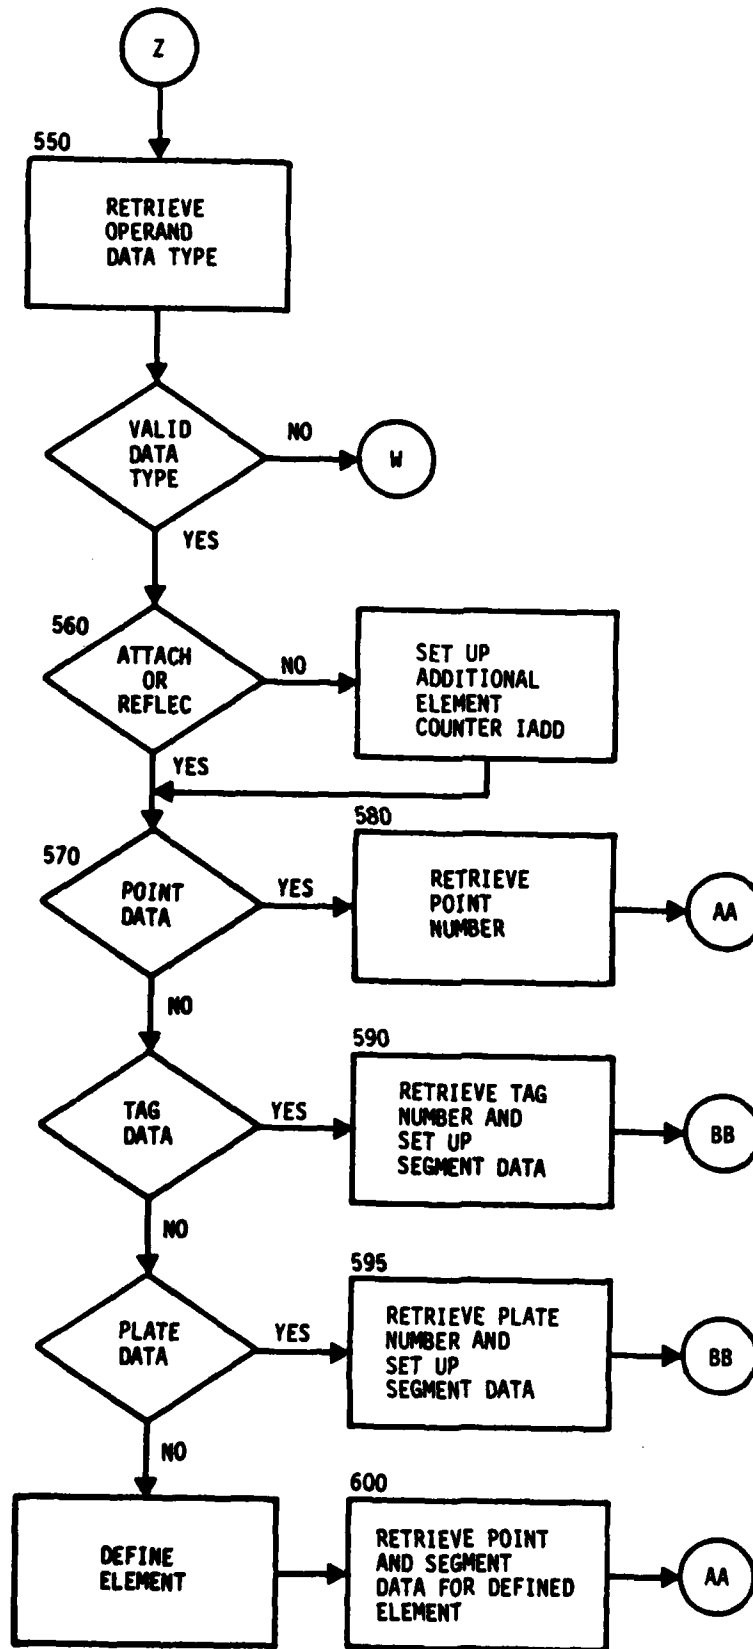 Z
550
RETRIEVE
OPERAND
DATA TYPE
VALID
DATA
TYPE
NO
W
YES
560
ATTACH
OR
REFLEC
NO
SET UP
ADDITIONAL
ELEMENT
COUNTER IADD
YES
570
POINT
DATA
YES
580
RETRIEVE
POINT
NUMBER
AA
NO
TAG
DATA
YES
590
RETRIEVE TAG
NUMBER AND
SET UP
SEGMENT DATA
BB
NO
PLATE
DATA
YES
595
RETRIEVE PLATE
NUMBER AND
SET UP
SEGMENT DATA
BB
NO
DEFINE
ELEMENT
600
RETRIEVE POINT
AND SEGMENT
DATA FOR DEFINED
ELEMENT
AA